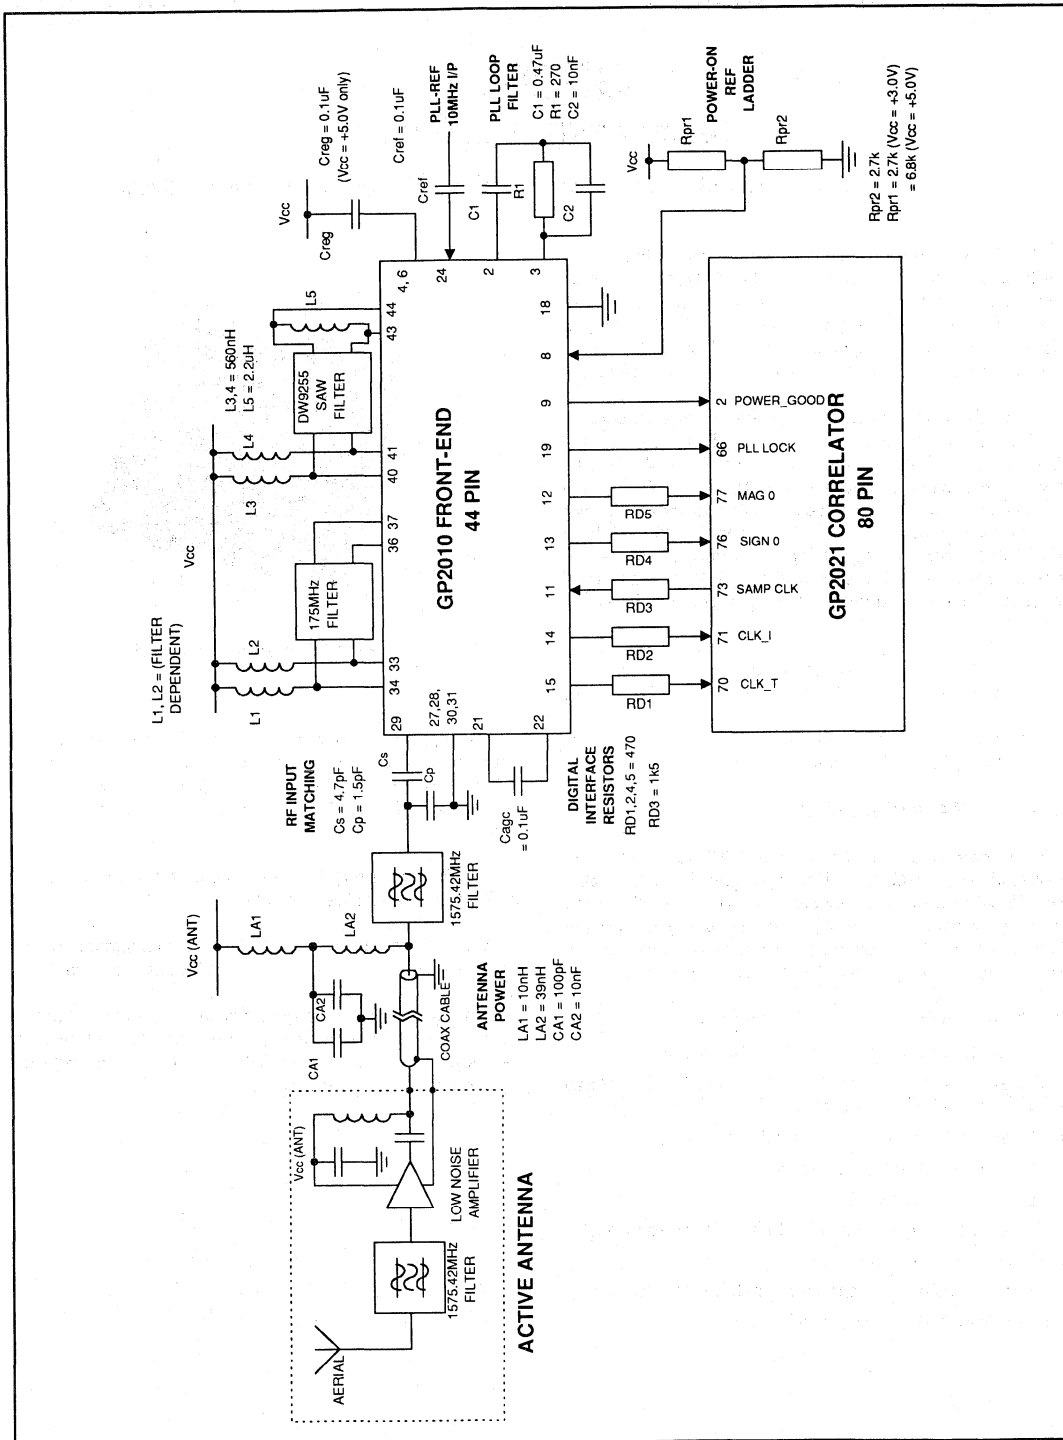 ACTIVE ANTENNA
AERIAL
1575.42MHz
FILTER
LOW NOISE
AMPLIFIER
Vcc (ANT)
COAX CABLE
CA1
CA2
Vcc (ANT)
LA1
LA2
ANTENNA
POWER
LA1 = 10nH
LA2 = 39nH
CA1 = 100pF
CA2 = 10nF
1575.42MHz
FILTER
RF INPUT
MATCHING
Cs = 4.7pF
Cp = 1.5pF
Cs
Cp
Cagc
= 0.1uF
L1, L2 = (FILTER
DEPENDENT)
Vcc
L1
L2
175MHz
FILTER
L3
L4
L3,4 = 560nH
L5 = 2.2uH
DW9255
SAW
FILTER
L5
GP2010 FRONT-END
44 PIN
29
27,28,
30,31
21
22
34
33
36
37
40
41
43
44
4, 6
24
2
3
15
14
11
13
12
19
9
8
18
Vcc
Creg
Creg = 0.1uF
(Vcc = +5.0V only)
Cref = 0.1uF
Cref
PLL-REF
10MHz I/P
PLL LOOP
FILTER
C1 = 0.47uF
R1 = 270
C2 = 10nF
C1
R1
C2
Vcc
Rpr1
Rpr2
POWER-ON
REF
LADDER
Rpr2 = 2.7k
Rpr1 = 2.7k (Vcc = +3.0V)
= 6.8k (Vcc = +5.0V)
DIGITAL
INTERFACE
RESISTORS
RD1,2,4,5 = 470
RD3 = 1k5
RD1
RD2
RD3
RD4
RD5
70 CLK_T
71 CLK_I
73 SAMP CLK
76 SIGN 0
77 MAG 0
66 PLL LOCK
2 POWER_GOOD
GP2021 CORRELATOR
80 PIN